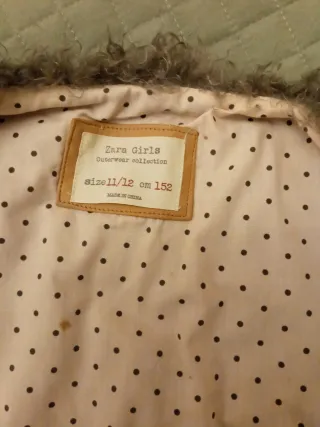 Zara Girls
Outerwear collection
size 11/12 cm 152
MADE IN CHINA